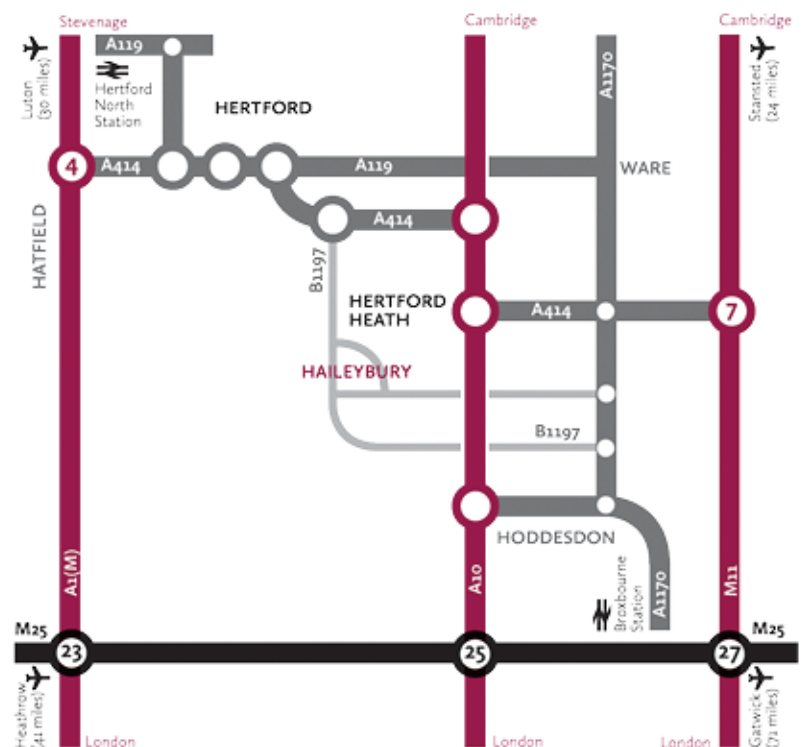 Stevenage
Cambridge
Cambridge
Luton
(30 miles)
A119
Hertford
North
Station
HERTFORD
A1170
Stansted
(24 miles)
4
A414
A119
WARE
HATFIELD
A414
B1197
HERTFORD
HEATH
A414
7
HAILEYBURY
B1197
HODDESDON
A1(M)
A10
Broxbourne
Station
A1170
M11
M25
M25
23
25
27
Heathrow
(41 miles)
Gatwick
(71 miles)
London
London
London